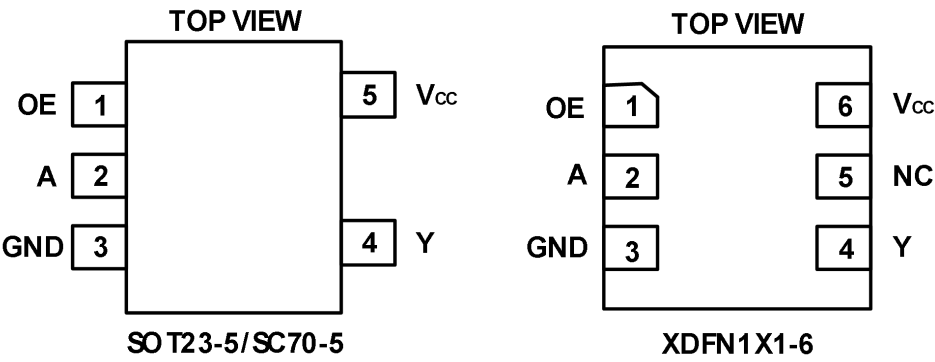 TOP VIEW
OE 1
5 VCC
A 2
GND 3
4 Y
SOT23-5/SC70-5
TOP VIEW
OE 1
6 VCC
A 2
5 NC
GND 3
4 Y
XDFN1X1-6